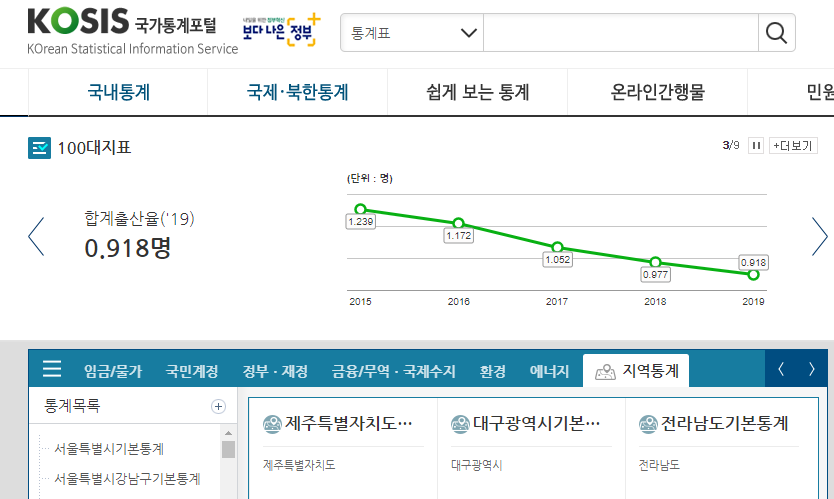 KOSIS 국가통계포털
KOrean Statistical Information Service
내일을 위한 정부혁신
보다나은 정부
통계표
국내통계 국제·북한통계 쉽게 보는 통계 온라인간행물 민원
100대지표
3/9 +더보기
(단위 : 명)
합계출산율('19)
0.918명
1.239 1.172 1.052 0.977 0.918
2015 2016 2017 2018 2019
임금/물가 국민계정 정부·재정 금융/무역·국제수지 환경 에너지 지역통계
통계목록
서울특별시기본통계
서울특별시강남구기본통계
제주특별자치도…
제주특별자치도
대구광역시기본…
대구광역시
전라남도기본통계
전라남도